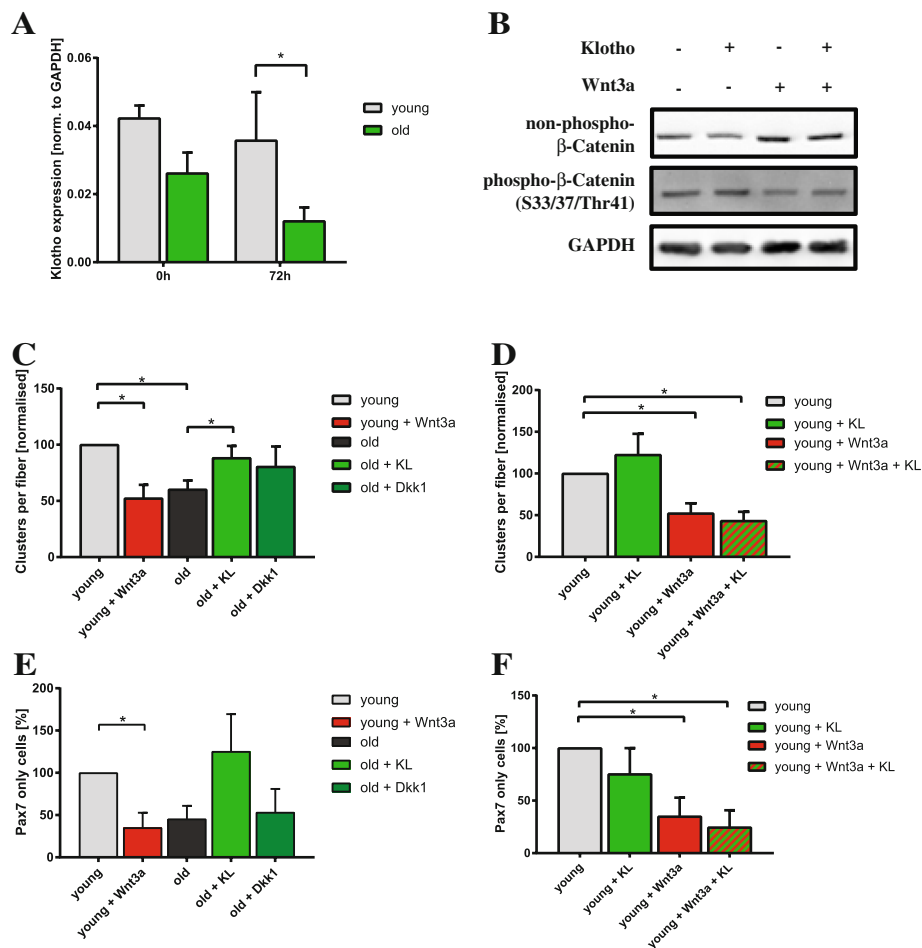 A
Klotho expression [norm. to GAPDH]
0.06
0.04
0.02
0.00
*
0h
72h
young
old
B
Klotho - + - +
Wnt3a - - + +
non-phospho-
β-Catenin
phospho-β-Catenin
(S33/37/Thr41)
GAPDH
C
Clusters per fiber [normalised]
150
100
50
0
*
*
*
young
young + Wnt3a
old
old + KL
old + Dkk1
young
young + Wnt3a
old
old + KL
old + Dkk1
D
Clusters per fiber [normalised]
200
150
100
50
0
*
*
young
young + KL
young + Wnt3a
young + Wnt3a + KL
young
young + KL
young + Wnt3a
young + Wnt3a + KL
E
Pax7 only cells [%]
200
150
100
50
0
*
young
young + Wnt3a
old
old + KL
old + Dkk1
young
young + Wnt3a
old
old + KL
old + Dkk1
F
Pax7 only cells [%]
150
100
50
0
*
*
young
young + KL
young + Wnt3a
young + Wnt3a + KL
young
young + KL
young + Wnt3a
young + Wnt3a + KL